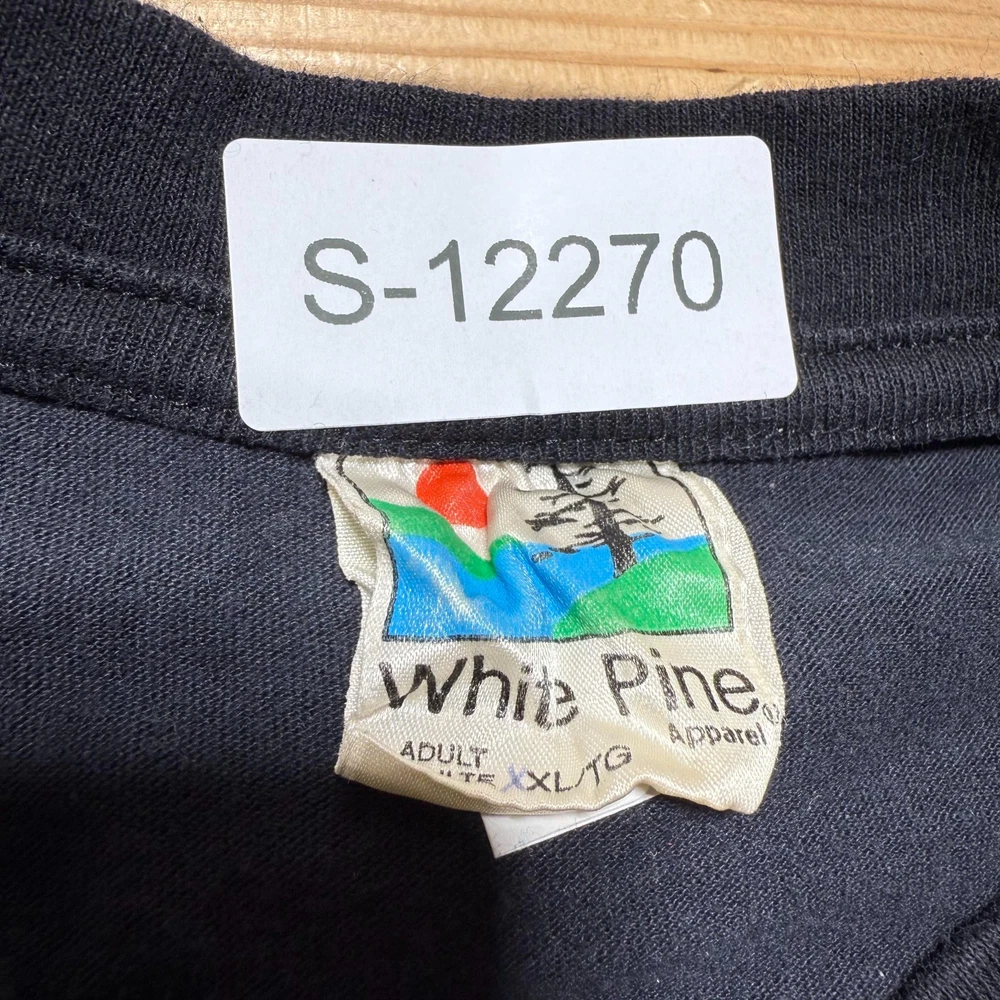 S-12270
White Pine®
Apparel
ADULT
XXL/TG